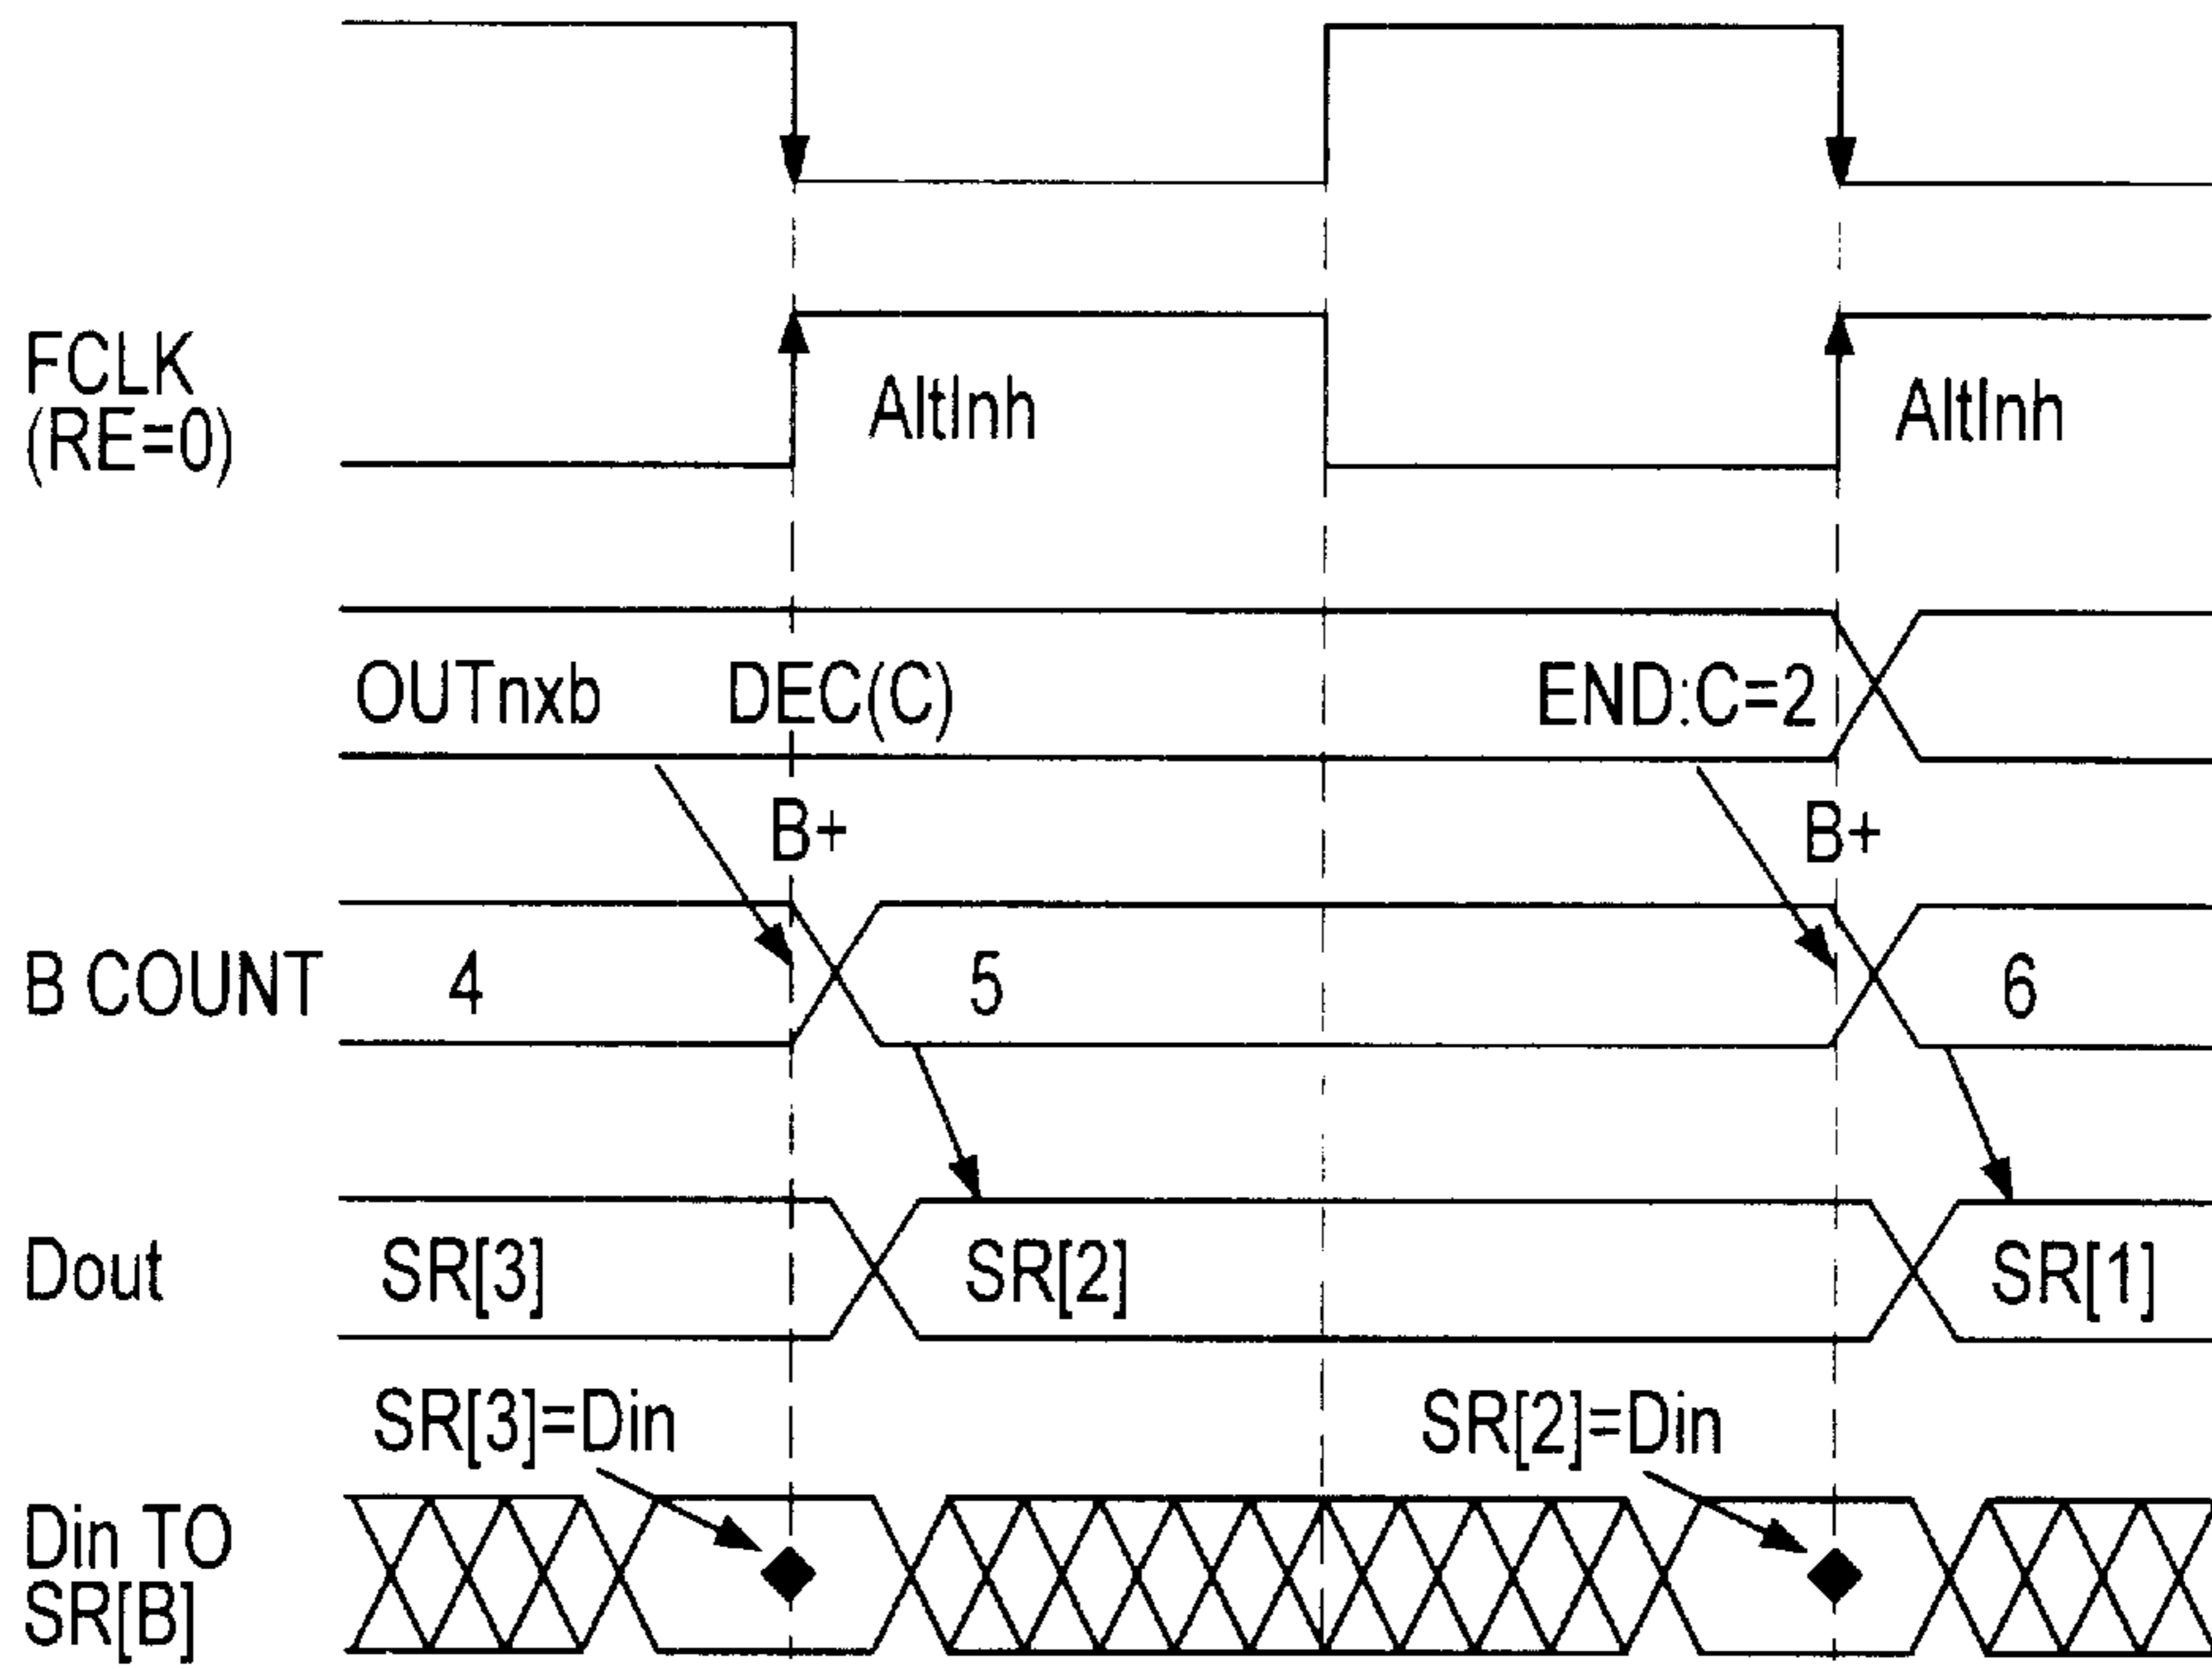 FCLK
(RE=0)
AltInh
AltInh
OUTnxb
DEC(C)
END:C=2
B+
B+
B COUNT
4
5
6
Dout
SR[3]
SR[2]
SR[1]
SR[3]=Din
SR[2]=Din
Din TO
SR[B]